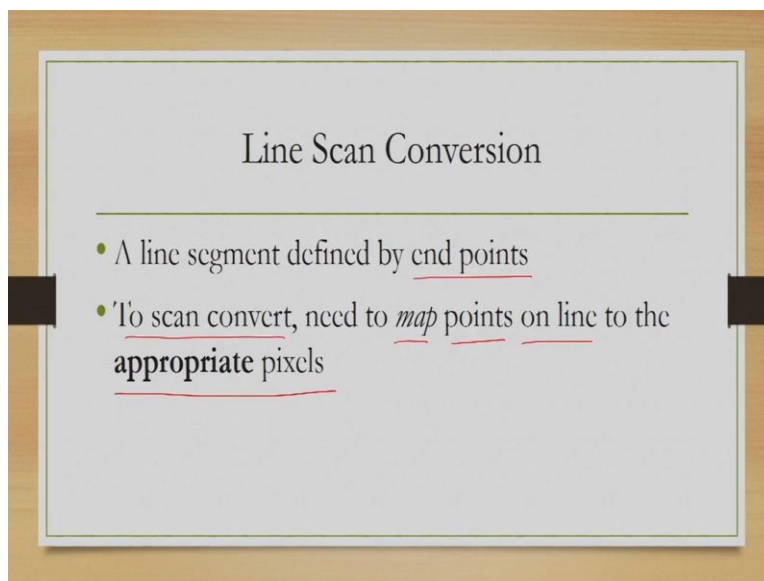 Line Scan Conversion
• A line segment defined by end points
• To scan convert, need to map points on line to the
appropriate pixels